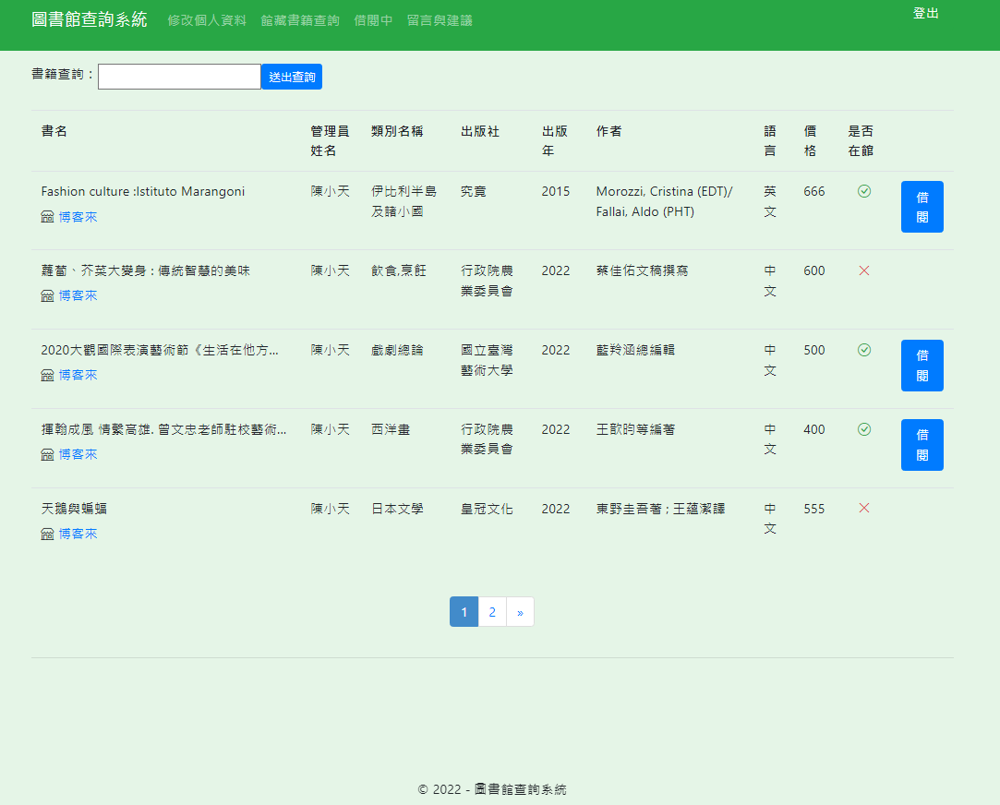 圖書館查詢系統 修改個人資料 館藏書籍查詢 借閱中 留言與建議 登出
書籍查詢： 送出查詢
書名 管理員 類別名稱 出版社 出版 作者 語 價 是否
姓名 年 言 格 在館
Fashion culture :Istituto Marangoni 陳小天 伊比利半島 究竟 2015 Morozzi, Cristina (EDT)/ 英 666 借
博客來 及諸小國 Fallai, Aldo (PHT) 文 閱
蘿蔔、芥菜大變身 : 傳統智慧的美味 陳小天 飲食,烹飪 行政院農 2022 蔡佳佑文稿撰寫 中 600
博客來 業委員會 文
2020大觀國際表演藝術節《生活在他方... 陳小天 戲劇總論 國立臺灣 2022 藍羚涵總編輯 中 500 借
博客來 藝術大學 文 閱
揮翰成風 情繫高雄. 曾文忠老師駐校藝術... 陳小天 西洋畫 行政院農 2022 王歆昀等編著 中 400 借
博客來 業委員會 文 閱
天鵝與蝙蝠 陳小天 日本文學 皇冠文化 2022 東野圭吾著 ; 王蘊潔譯 中 555
博客來 文
1 2 »
© 2022 - 圖書館查詢系統